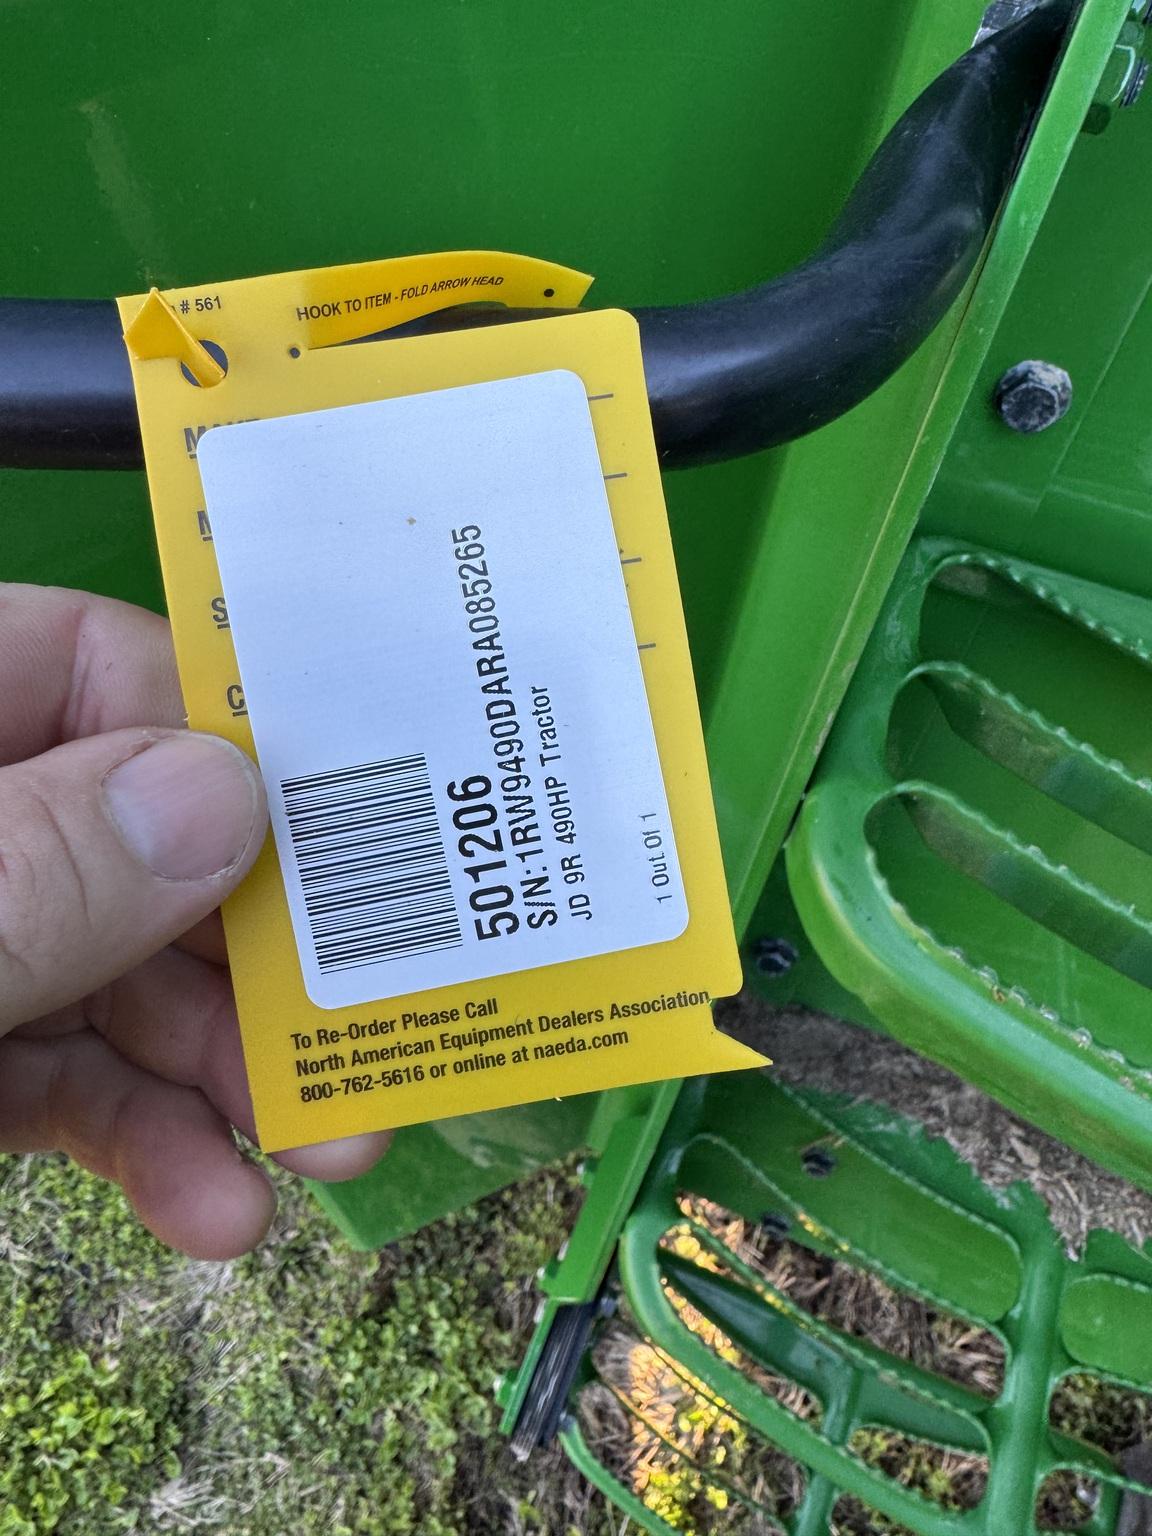 # 561
HOOK TO ITEM - FOLD ARROW HEAD
501206
S/N:1RW9490DARA085265
JD 9R 490HP Tractor
1 Out Of 1
To Re-Order Please Call
North American Equipment Dealers Association
800-762-5616 or online at naeda.com